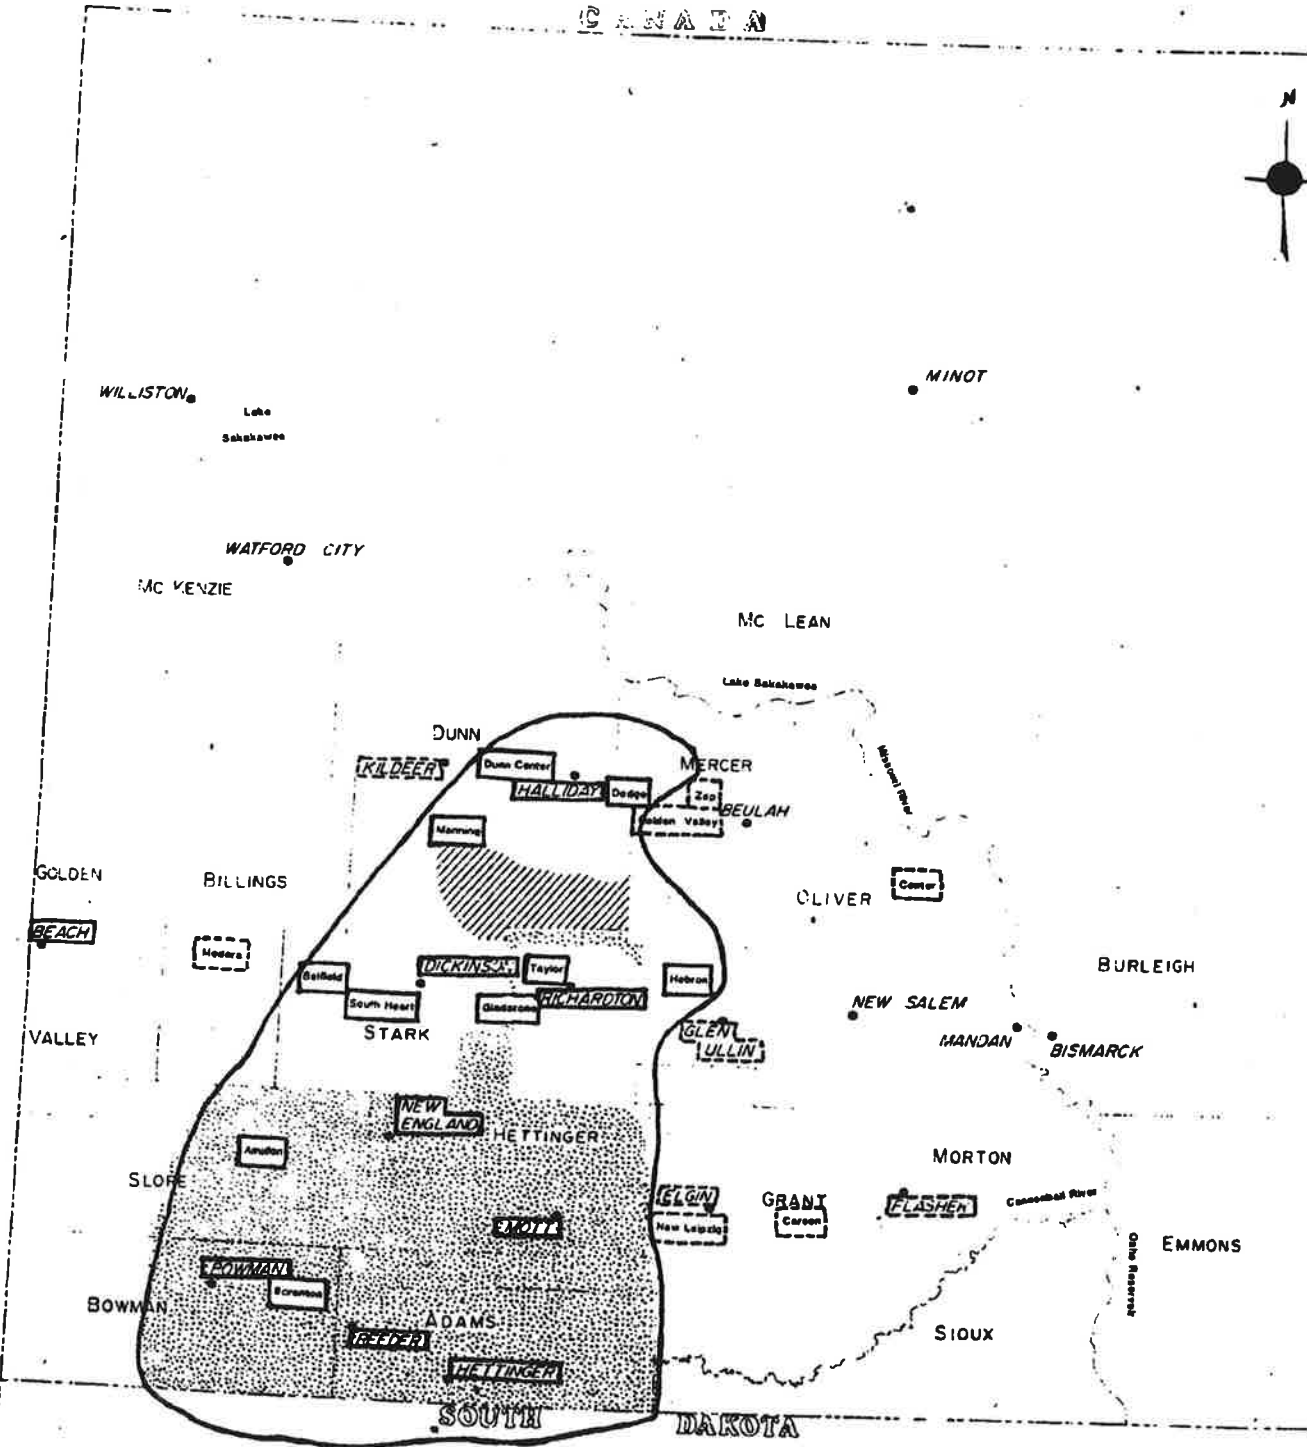 CANADA
N
MINOT
WILLISTON
Lake
Sakakawea
WATFORD CITY
MC KENZIE
MC LEAN
Lake Sakakawea
DUNN
KILDEER
Dunn Center
MERCER
HALLIDAY
Dodge
Zap
Golden Valley
BEULAH
Missouri River
Manning
GOLDEN
BILLINGS
OLIVER
Center
BEACH
Medora
Belfield
DICKINSON
Taylor
Hebron
BURLEIGH
South Heart
Gladstone
RICHARDTON
NEW SALEM
VALLEY
STARK
GLEN
ULLIN
MANDAN
BISMARCK
NEW
ENGLAND
HETTINGER
Amidon
MORTON
SLOPE
ELGIN
GRANT
FLASHER
Cannonball River
MOTT
New Leipzig
Carson
EMMONS
Oahe Reservoir
BOWMAN
Scranton
BOWMAN
ADAMS
REEDER
SIOUX
HETTINGER
SOUTH DAKOTA